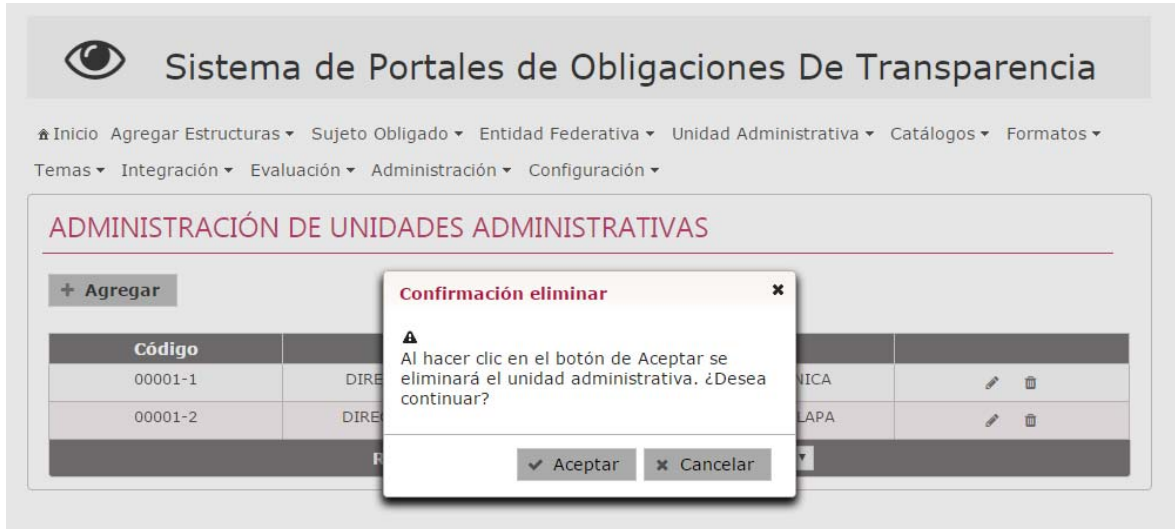 Sistema de Portales de Obligaciones De Transparencia
Inicio Agregar Estructuras Sujeto Obligado Entidad Federativa Unidad Administrativa Catálogos Formatos
Temas Integración Evaluación Administración Configuración
ADMINISTRACIÓN DE UNIDADES ADMINISTRATIVAS
Agregar
Confirmación eliminar
Al hacer clic en el botón de Aceptar se
eliminará el unidad administrativa. ¿Desea
continuar?
Aceptar Cancelar
Código
00001-1
00001-2